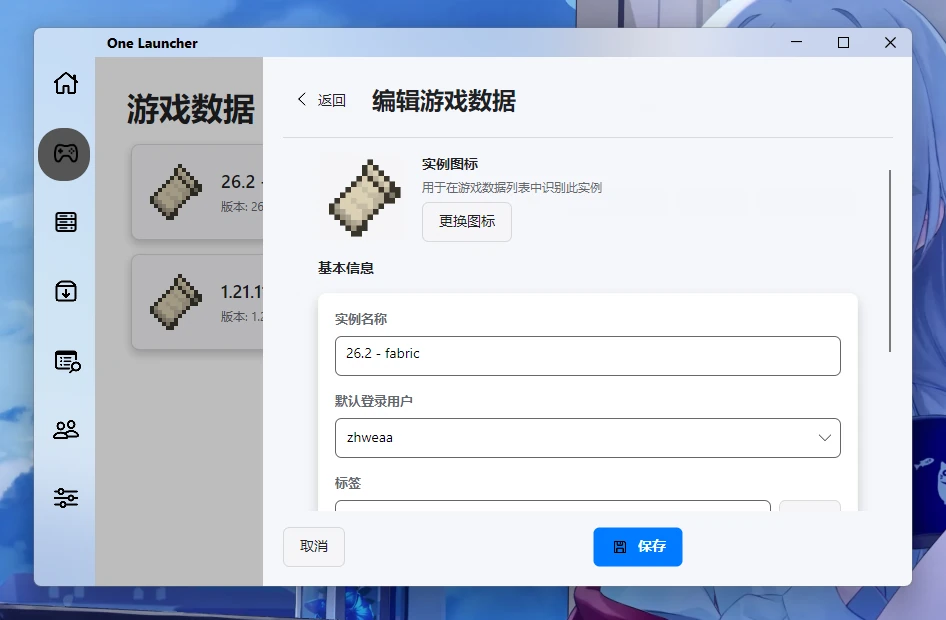 One Launcher
游戏数据
26.2 -
版本: 26
1.21.1
版本: 1.2
返回
编辑游戏数据
实例图标
用于在游戏数据列表中识别此实例
更换图标
基本信息
实例名称
26.2 - fabric
默认登录用户
zhweaa
标签
取消
保存